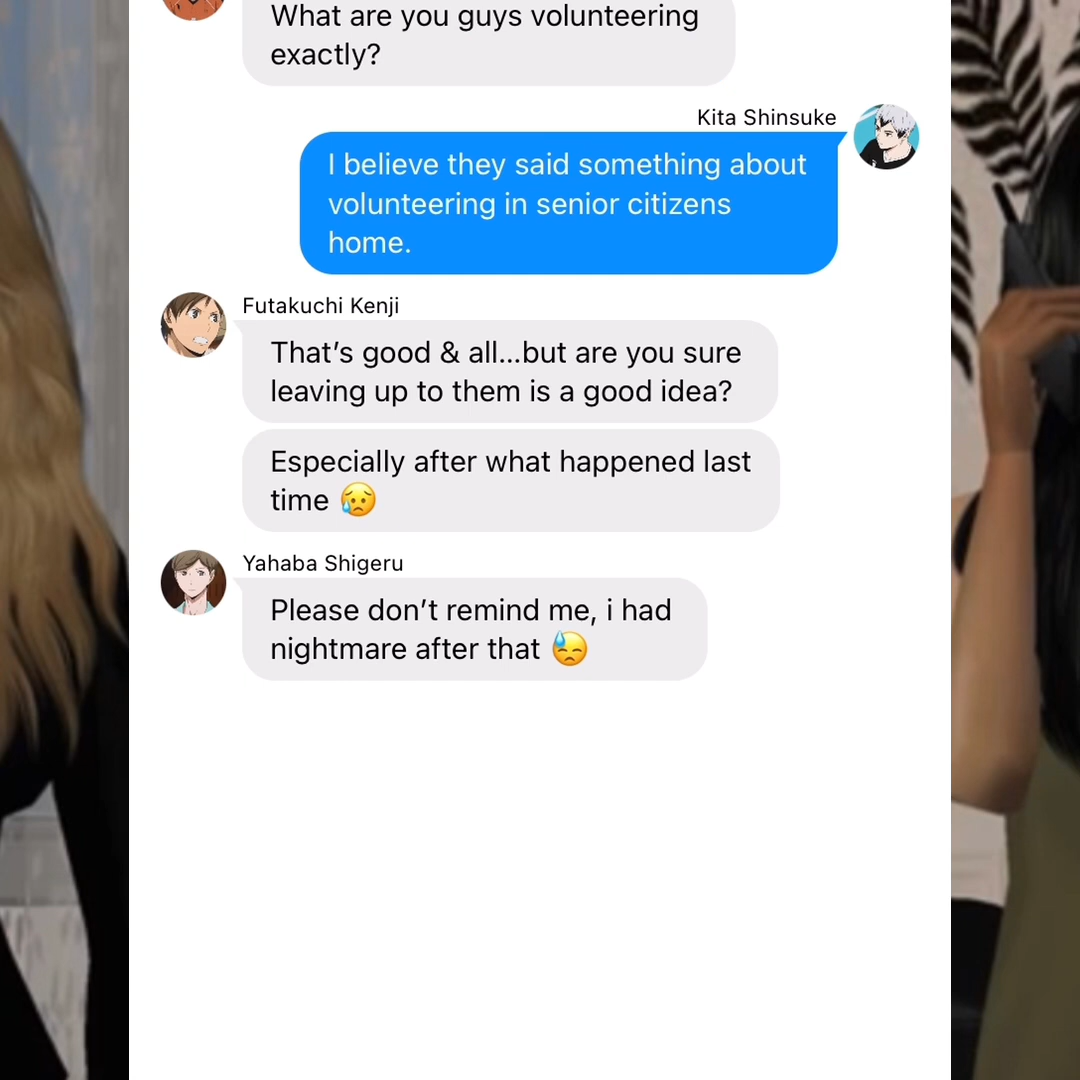 What are you guys volunteering
exactly?
Kita Shinsuke
I believe they said something about
volunteering in senior citizens
home.
Futakuchi Kenji
That’s good & all...but are you sure
leaving up to them is a good idea?
Especially after what happened last
time 😥
Yahaba Shigeru
Please don’t remind me, i had
nightmare after that 😓